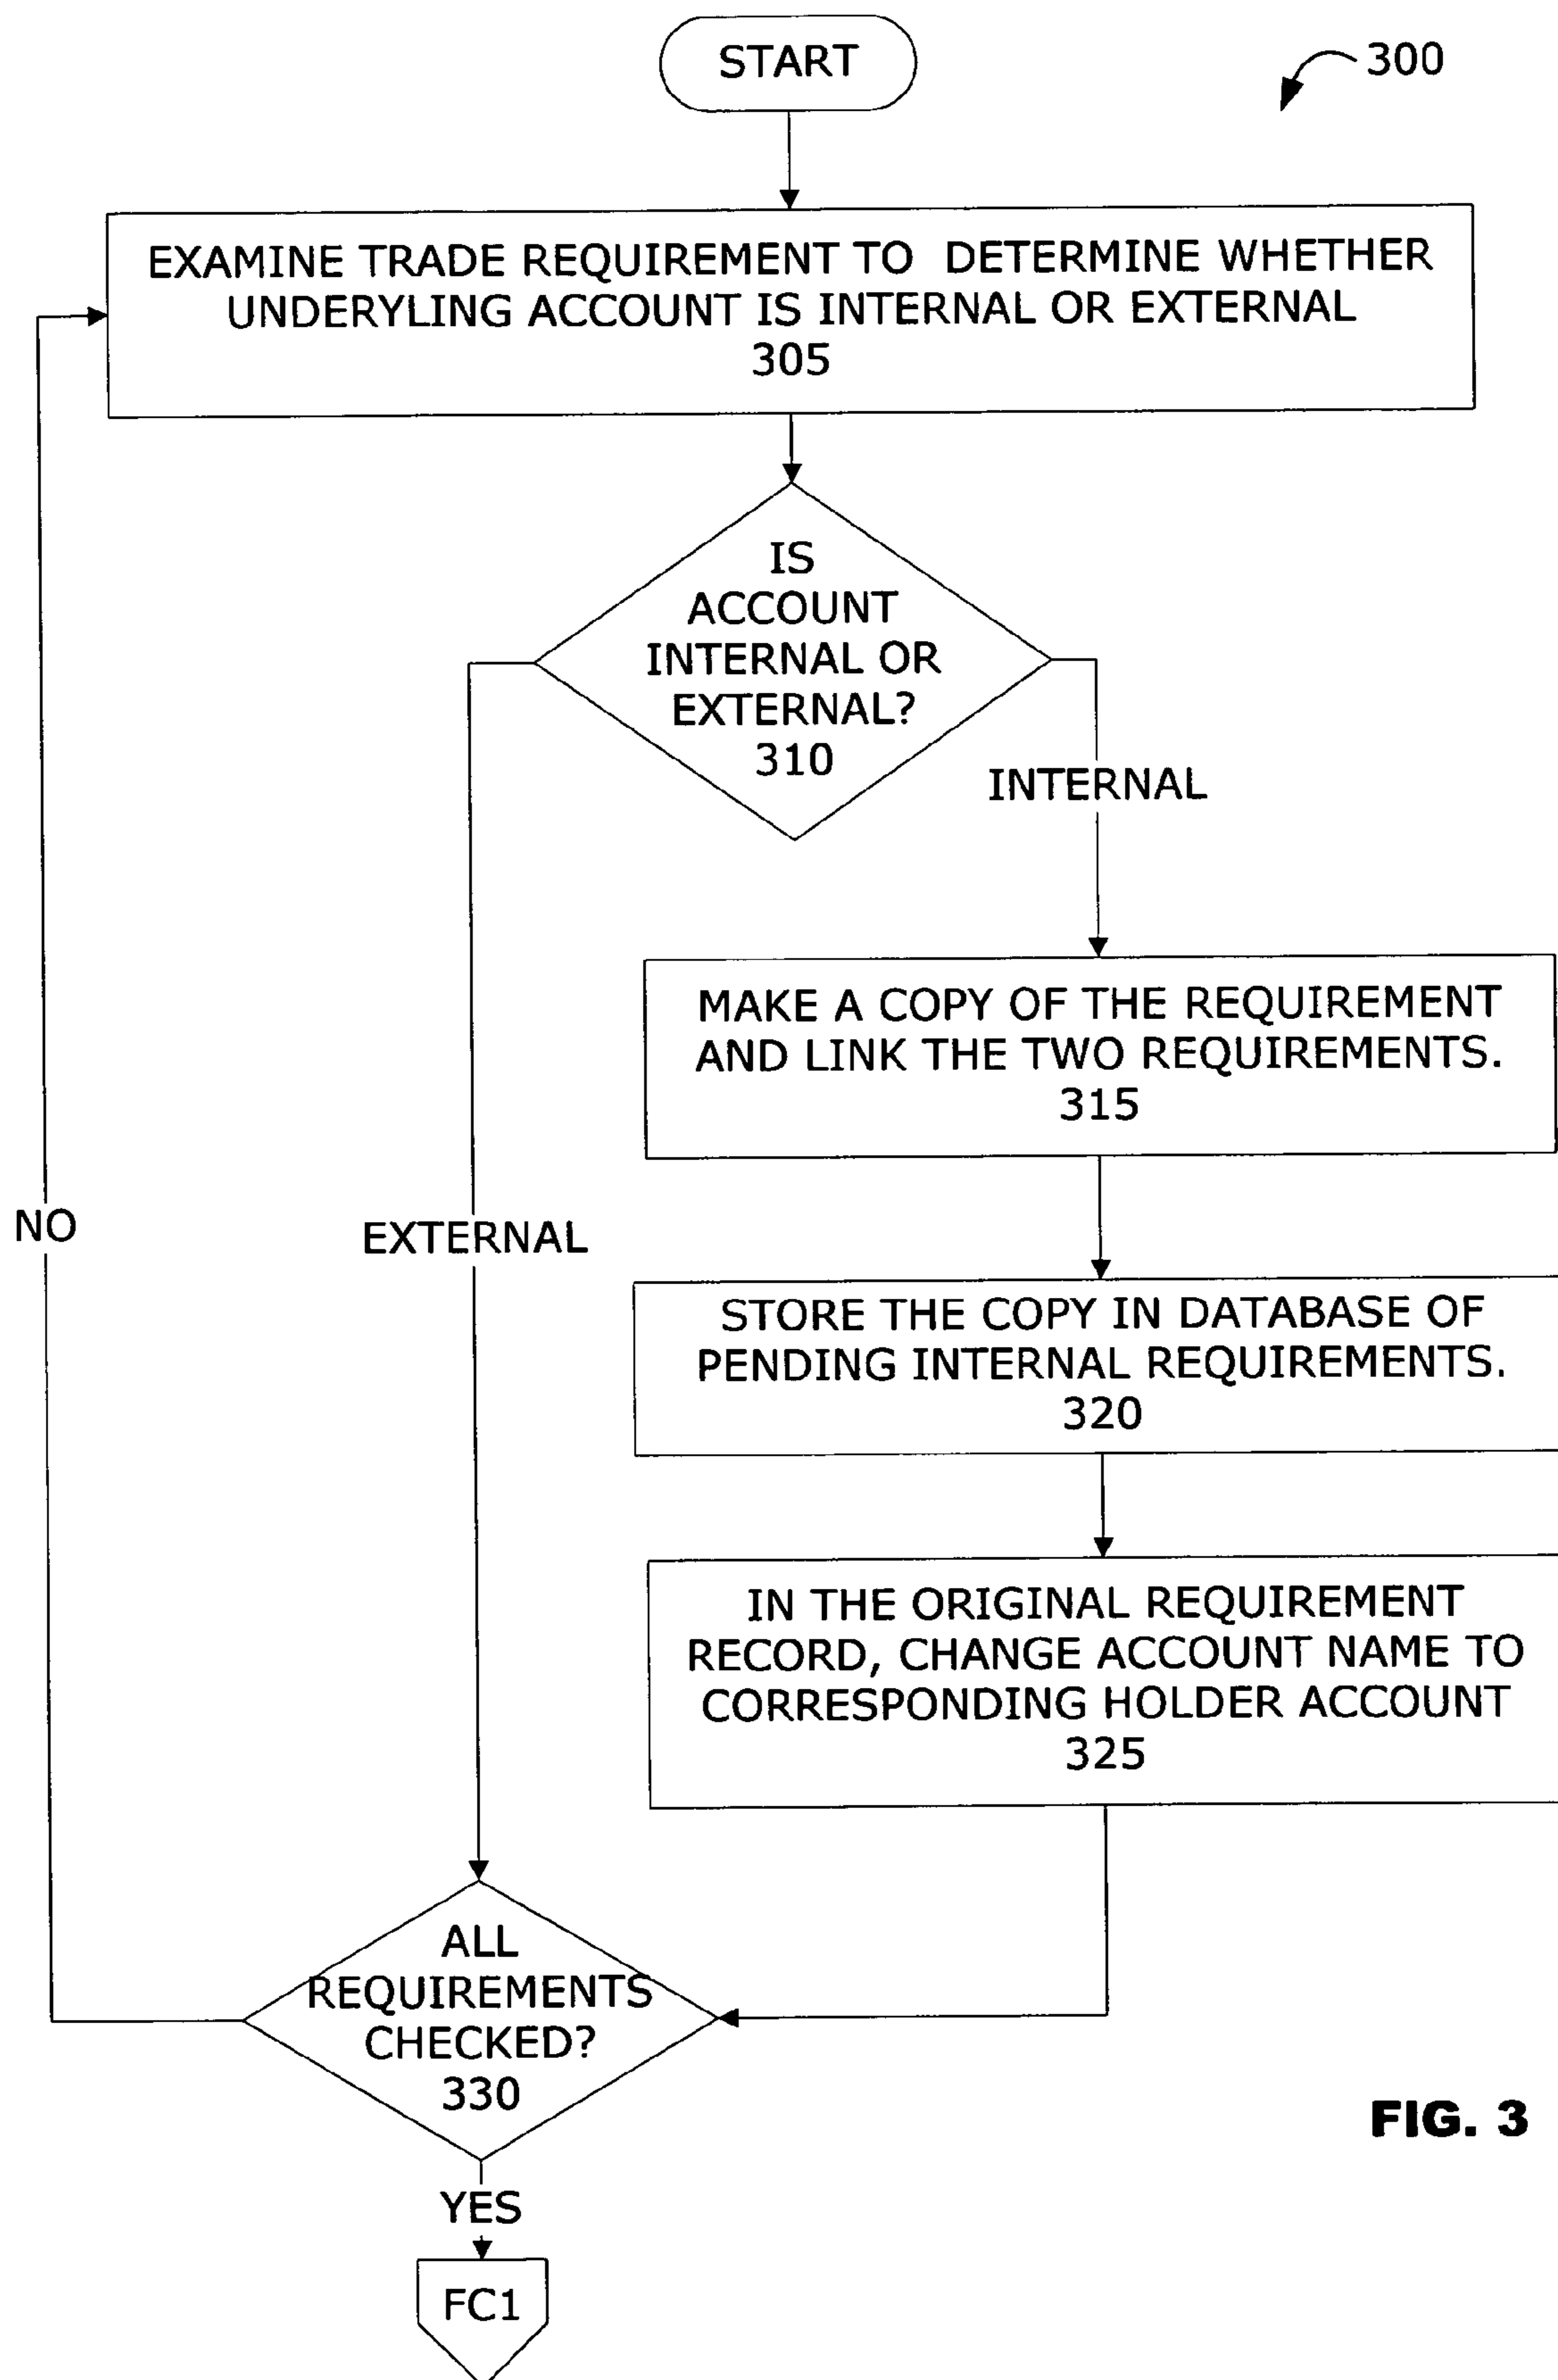 START
300
EXAMINE TRADE REQUIREMENT TO DETERMINE WHETHER
UNDERYLING ACCOUNT IS INTERNAL OR EXTERNAL
305
IS
ACCOUNT
INTERNAL OR
EXTERNAL?
310
INTERNAL
MAKE A COPY OF THE REQUIREMENT
AND LINK THE TWO REQUIREMENTS.
315
NO
EXTERNAL
STORE THE COPY IN DATABASE OF
PENDING INTERNAL REQUIREMENTS.
320
IN THE ORIGINAL REQUIREMENT
RECORD, CHANGE ACCOUNT NAME TO
CORRESPONDING HOLDER ACCOUNT
325
ALL
REQUIREMENTS
CHECKED?
330
FIG. 3
YES
FC1